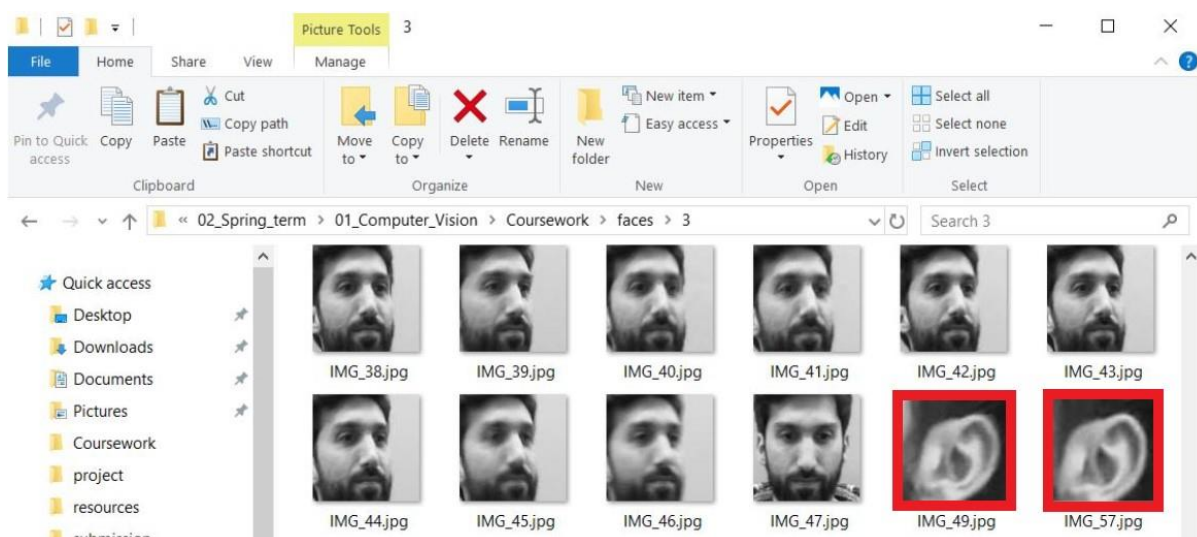 Picture Tools 3
File Home Share View Manage
Pin to Quick access
Copy
Paste
Cut
Copy path
Paste shortcut
Clipboard
Move to
Copy to
Delete
Rename
Organize
New folder
New item
Easy access
New
Properties
Open
Edit
History
Open
Select all
Select none
Invert selection
Select
« 02_Spring_term > 01_Computer_Vision > Coursework > faces > 3
Search 3
Quick access
Desktop
Downloads
Documents
Pictures
Coursework
project
resources
submission
IMG_38.jpg IMG_39.jpg IMG_40.jpg IMG_41.jpg IMG_42.jpg IMG_43.jpg
IMG_44.jpg IMG_45.jpg IMG_46.jpg IMG_47.jpg IMG_49.jpg IMG_57.jpg